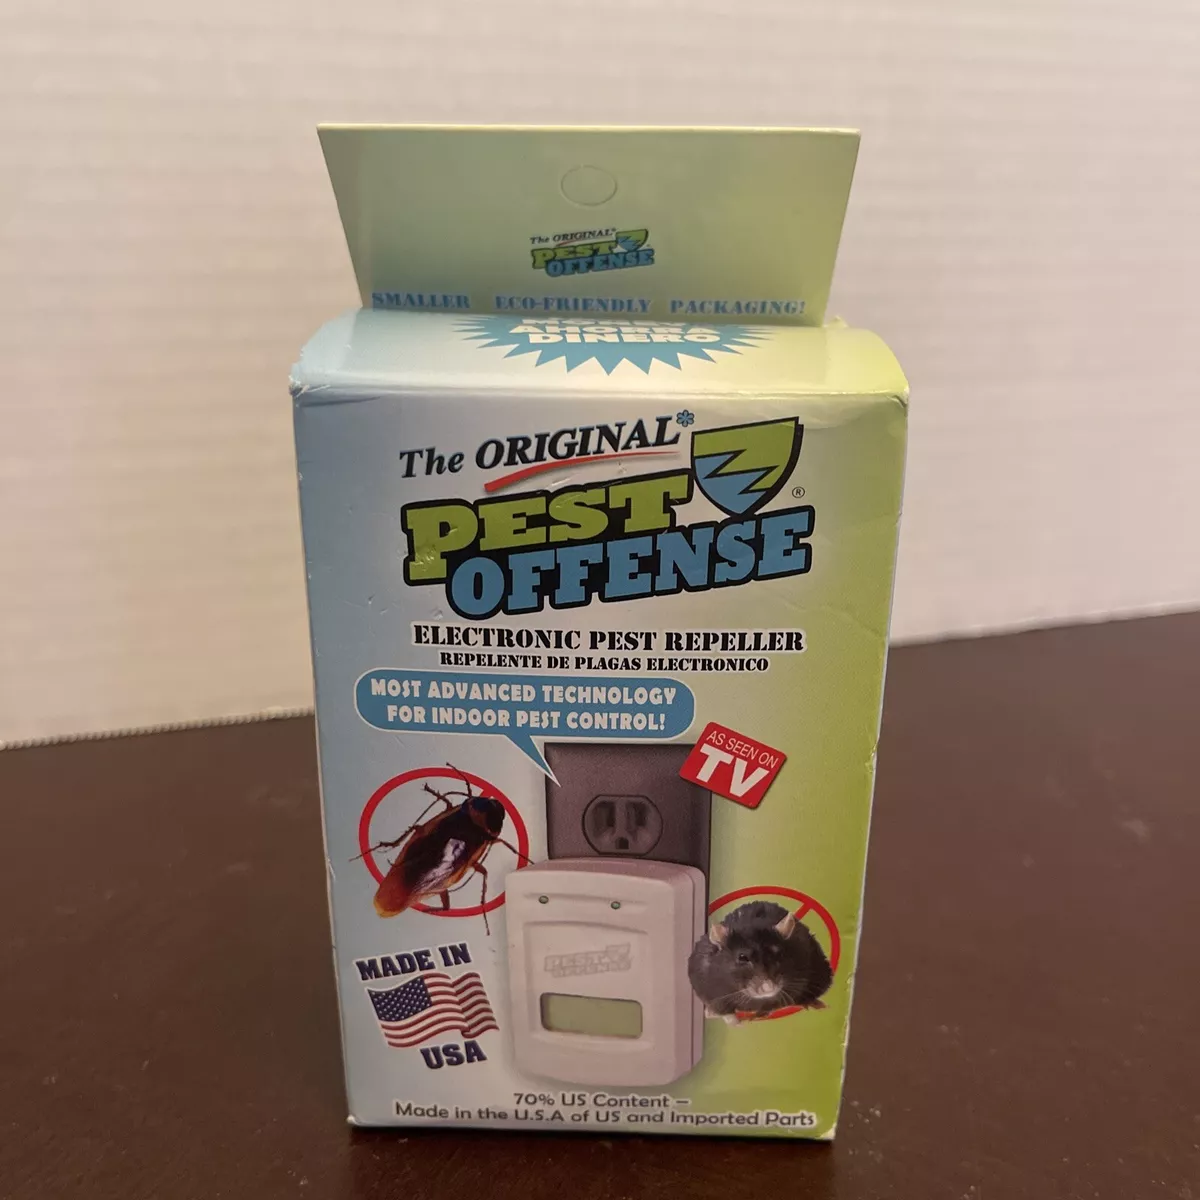 The ORIGINAL*
PEST
OFFENSE
SMALLER ECO-FRIENDLY PACKAGING!
AHORRA
DINERO
The ORIGINAL*
PEST
OFFENSE®
ELECTRONIC PEST REPELLER
REPELENTE DE PLAGAS ELECTRONICO
MOST ADVANCED TECHNOLOGY
FOR INDOOR PEST CONTROL!
AS SEEN ON
TV
PEST
OFFENSE
MADE IN
USA
70% US Content –
Made in the U.S.A of US and Imported Parts